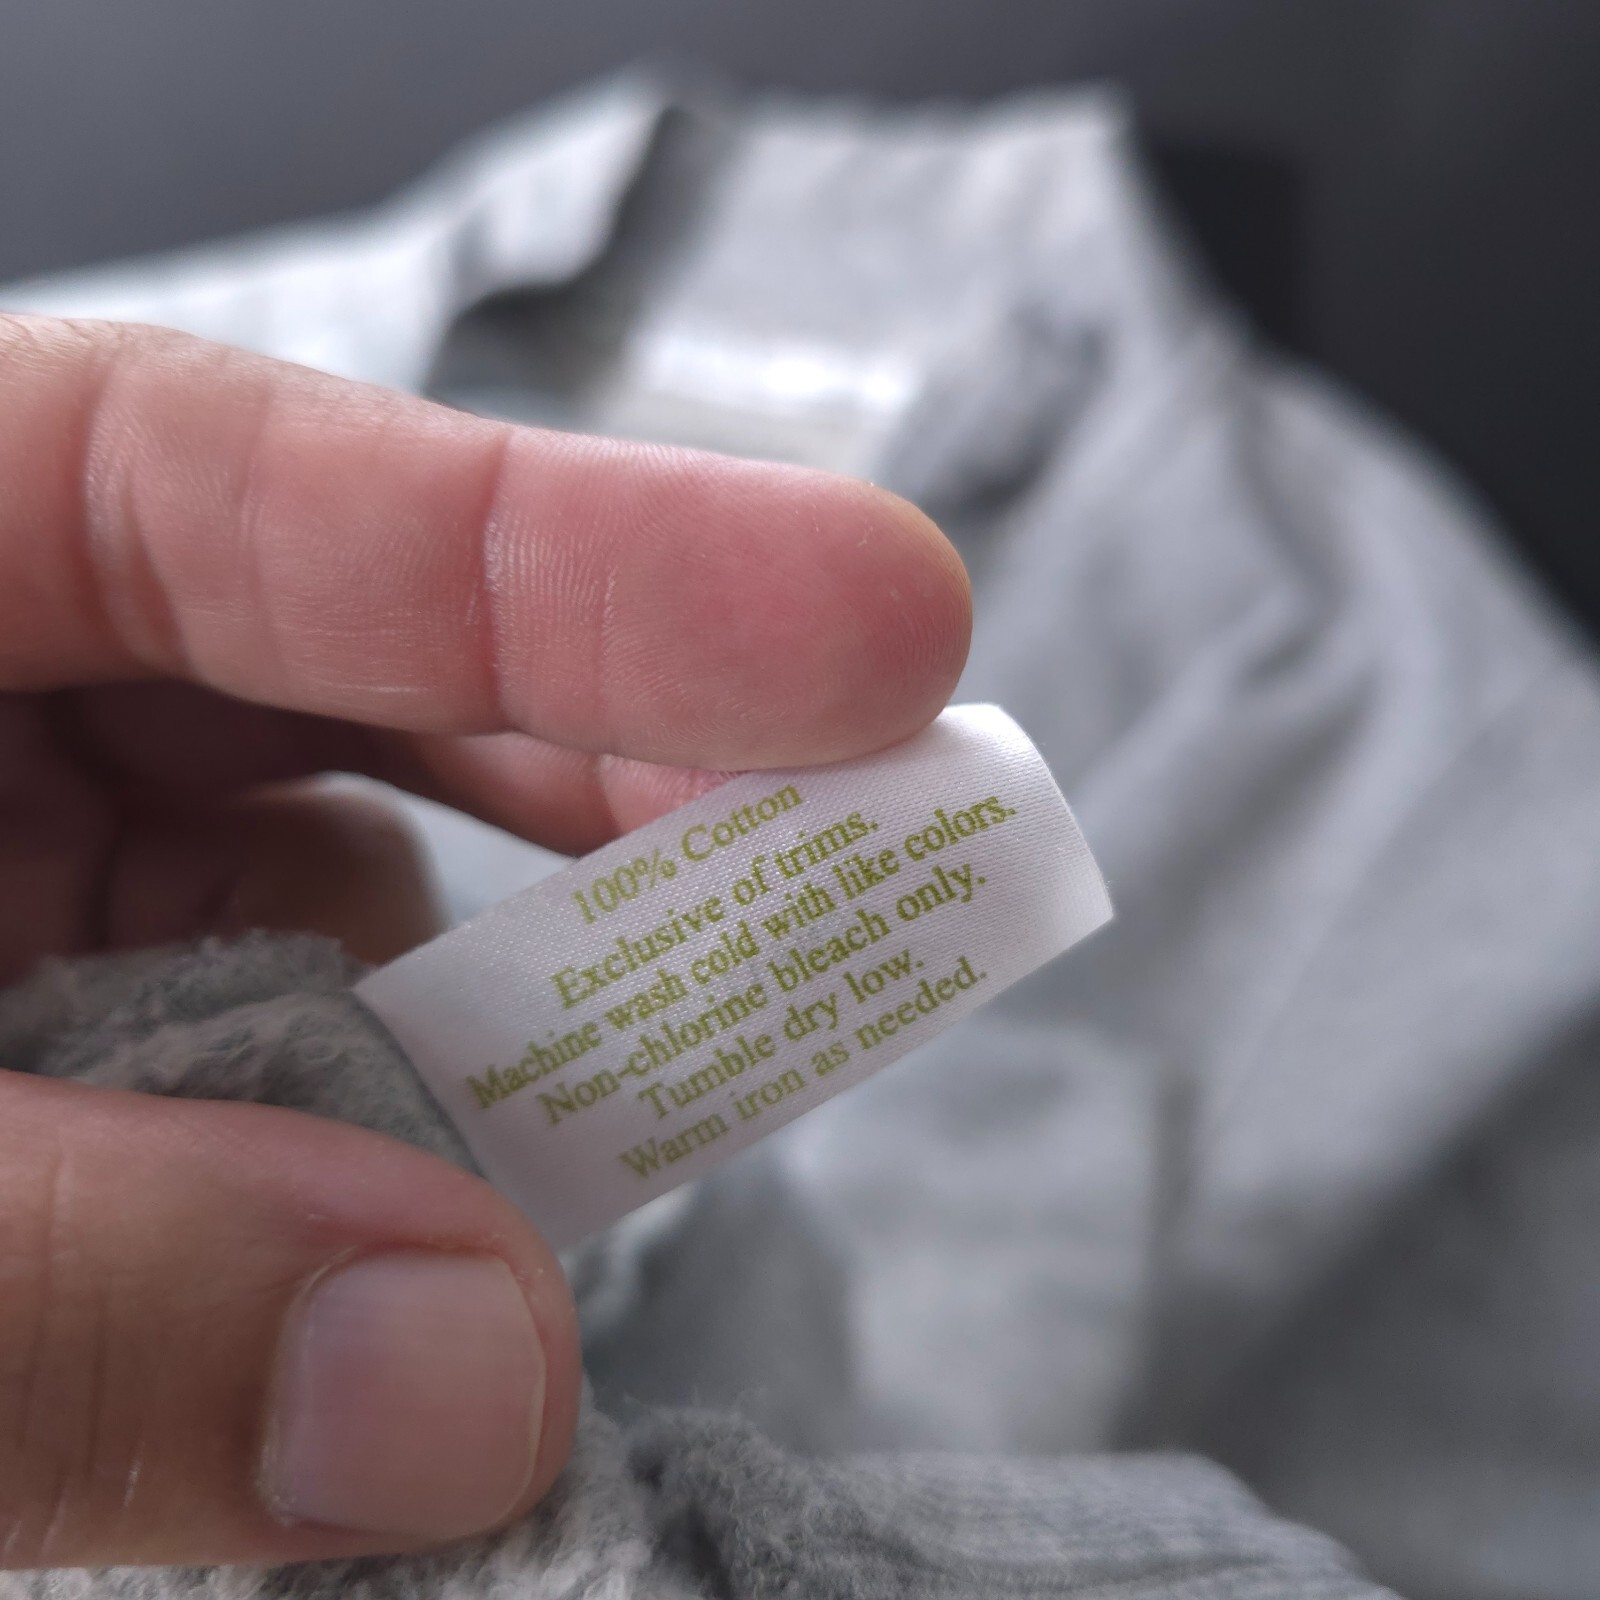 100% Cotton
Exclusive of trims.
Machine wash cold with like colors.
Non-chlorine bleach only.
Tumble dry low.
Warm iron as needed.